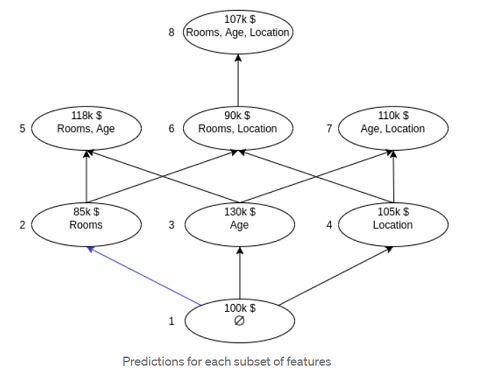 107k $
8 Rooms, Age, Location
118k $
5 Rooms, Age
90k $
6 Rooms, Location
110k $
7 Age, Location
85k $
2 Rooms
130k $
3 Age
105k $
4 Location
100k $
1 ∅
Predictions for each subset of features